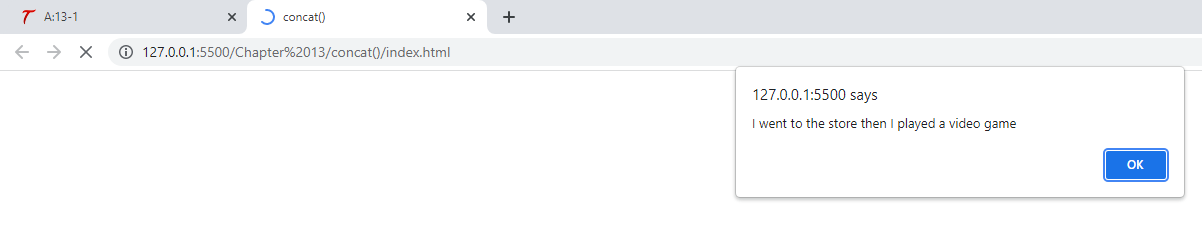 A:13-1
concat()
127.0.0.1:5500/Chapter%2013/concat()/index.html
127.0.0.1:5500 says
I went to the store then I played a video game
OK